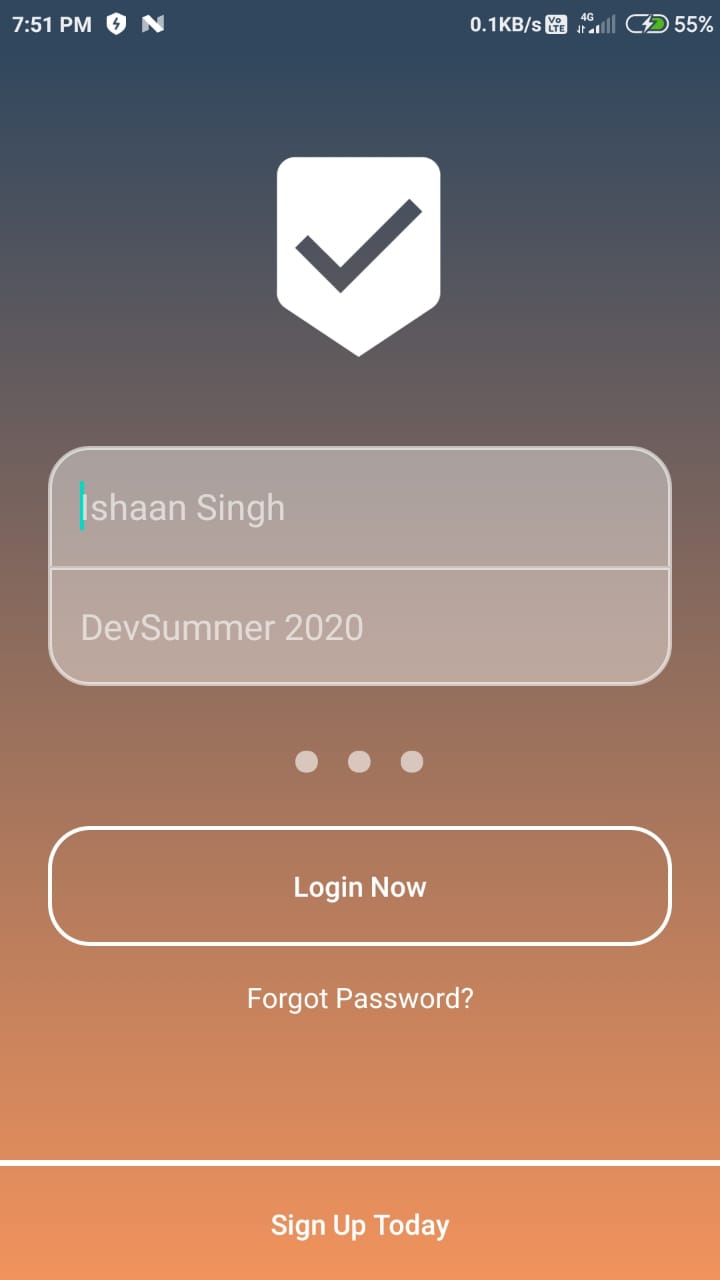 7:51 PM 0.1KB/s Vo LTE 4G 55%
Ishaan Singh
DevSummer 2020
Login Now
Forgot Password?
Sign Up Today